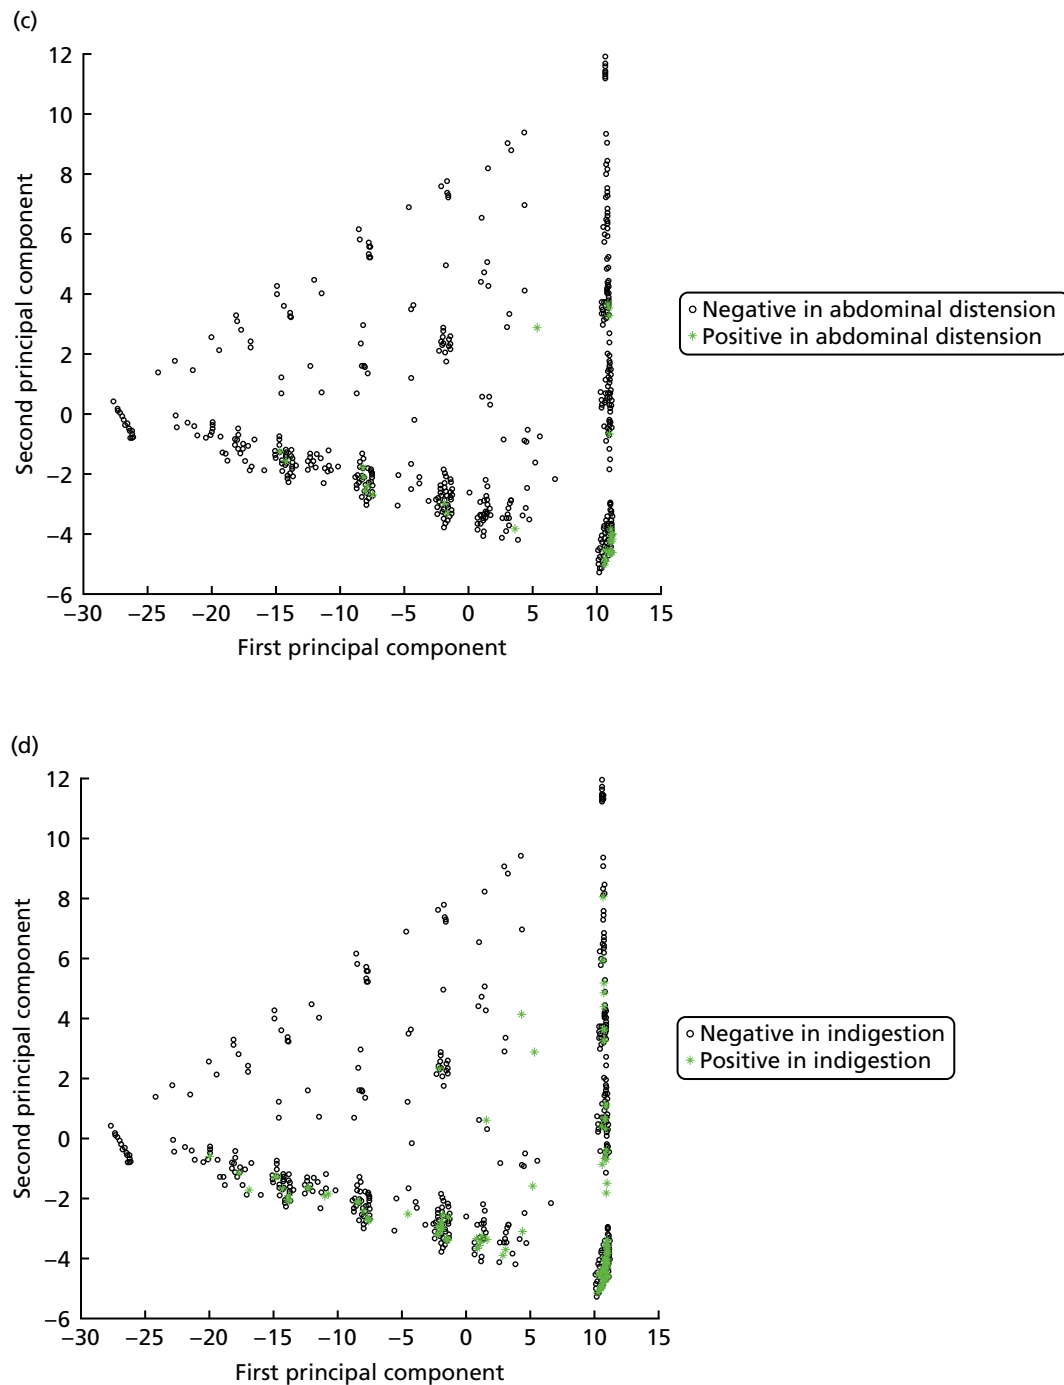 (c)
12
10
8
6
4
2
0
−2
−4
−6
−30 −25 −20 −15 −10 −5 0 5 10 15
Second principal component
First principal component
Negative in abdominal distension
Positive in abdominal distension
(d)
12
10
8
6
4
2
0
−2
−4
−6
−30 −25 −20 −15 −10 −5 0 5 10 15
Second principal component
First principal component
Negative in indigestion
Positive in indigestion